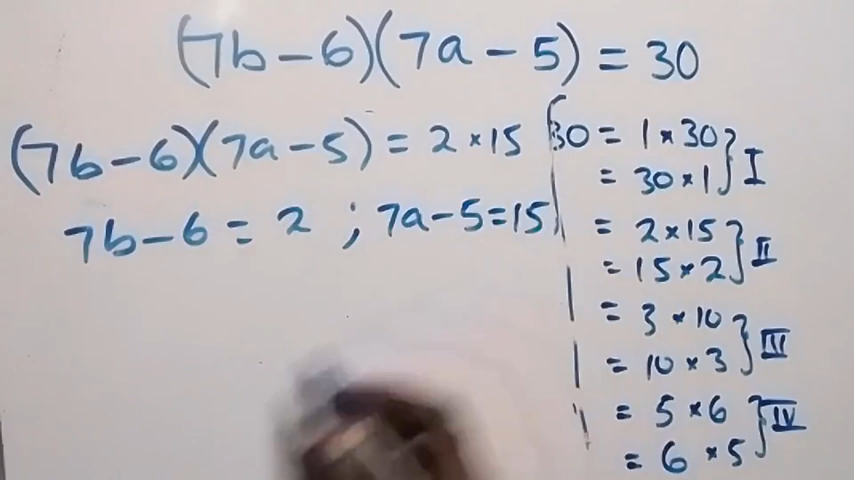 (7b-6)(7a-5)=30
(7b-6)(7a-5)=2×15
7b-6=2 ; 7a-5=15
30=1×30
=30×1 } I
=2×15
=15×2 } II
=3×10
=10×3 } III
=5×6
=6×5 } IV